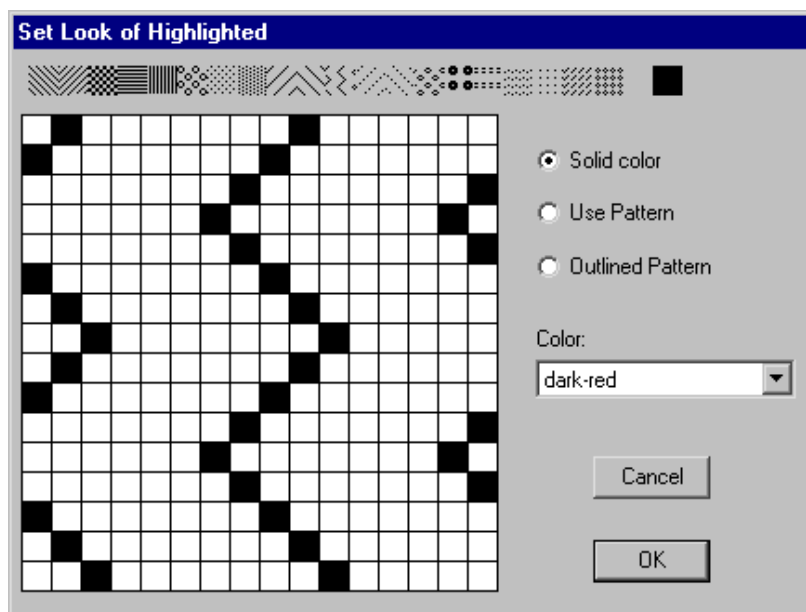 Set Look of Highlighted
Solid color
Use Pattern
Outlined Pattern
Color:
dark-red
Cancel
OK